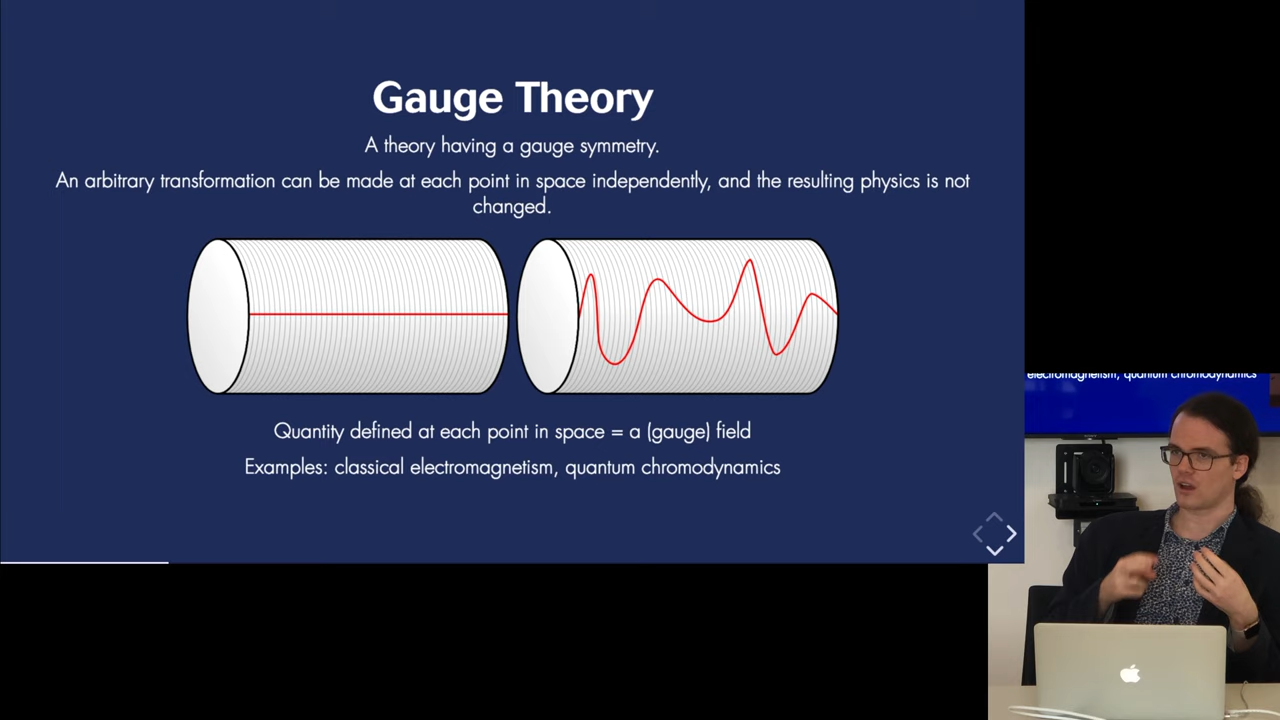 Gauge Theory
A theory having a gauge symmetry.
An arbitrary transformation can be made at each point in space independently, and the resulting physics is not
changed.
Quantity defined at each point in space = a (gauge) field
Examples: classical electromagnetism, quantum chromodynamics
electromagnetism, quantum chromodynamics